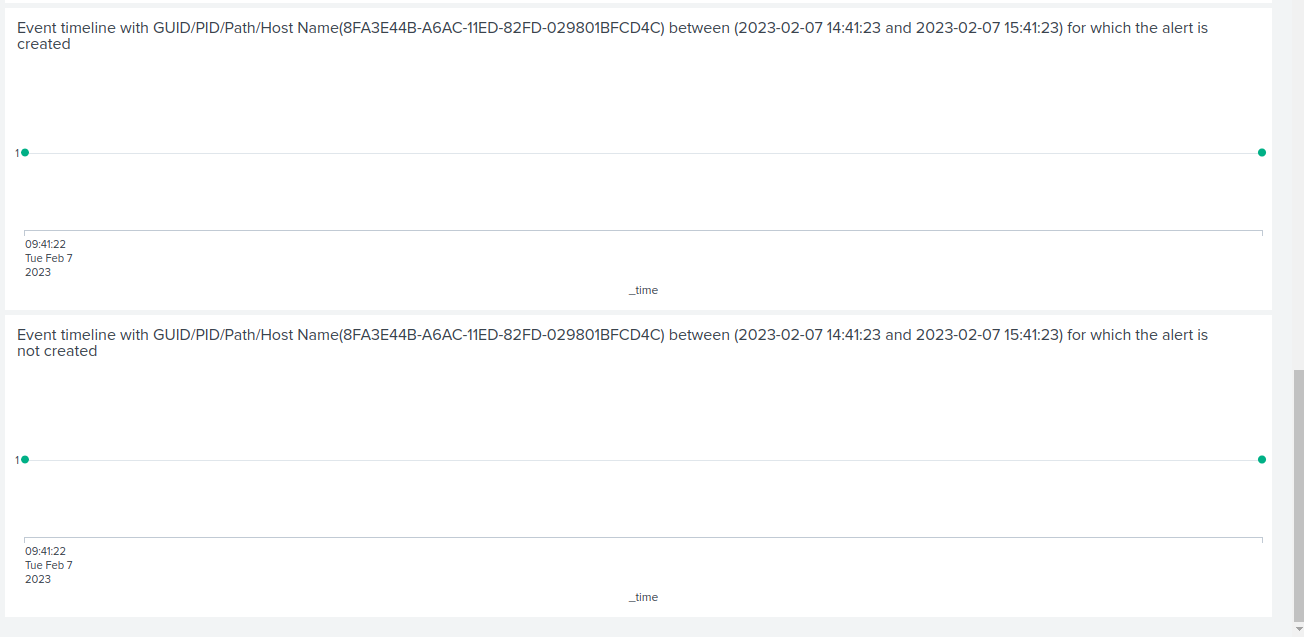 Event timeline with GUID/PID/Path/Host Name(8FA3E44B-A6AC-11ED-82FD-029801BFCD4C) between (2023-02-07 14:41:23 and 2023-02-07 15:41:23) for which the alert is
created
1
09:41:22
Tue Feb 7
2023
_time
Event timeline with GUID/PID/Path/Host Name(8FA3E44B-A6AC-11ED-82FD-029801BFCD4C) between (2023-02-07 14:41:23 and 2023-02-07 15:41:23) for which the alert is
not created
1
09:41:22
Tue Feb 7
2023
_time